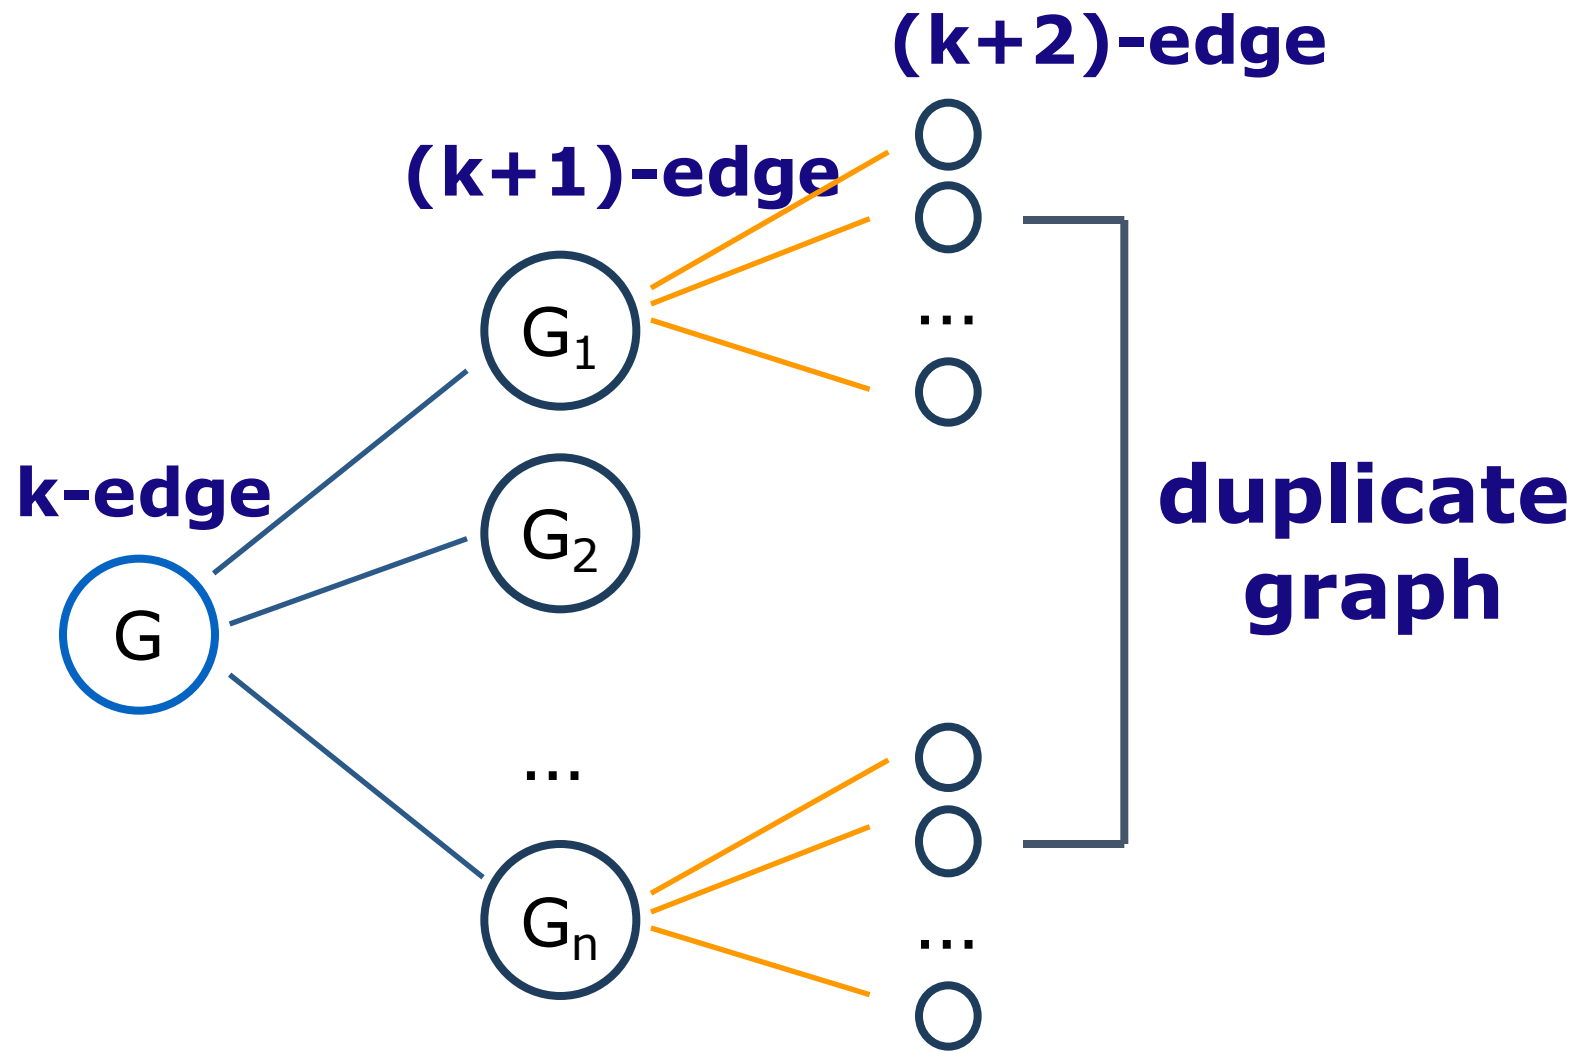 (k+2)-edge
(k+1)-edge
G₁
...
k-edge
G₂
duplicate
graph
G
...
Gₙ
...